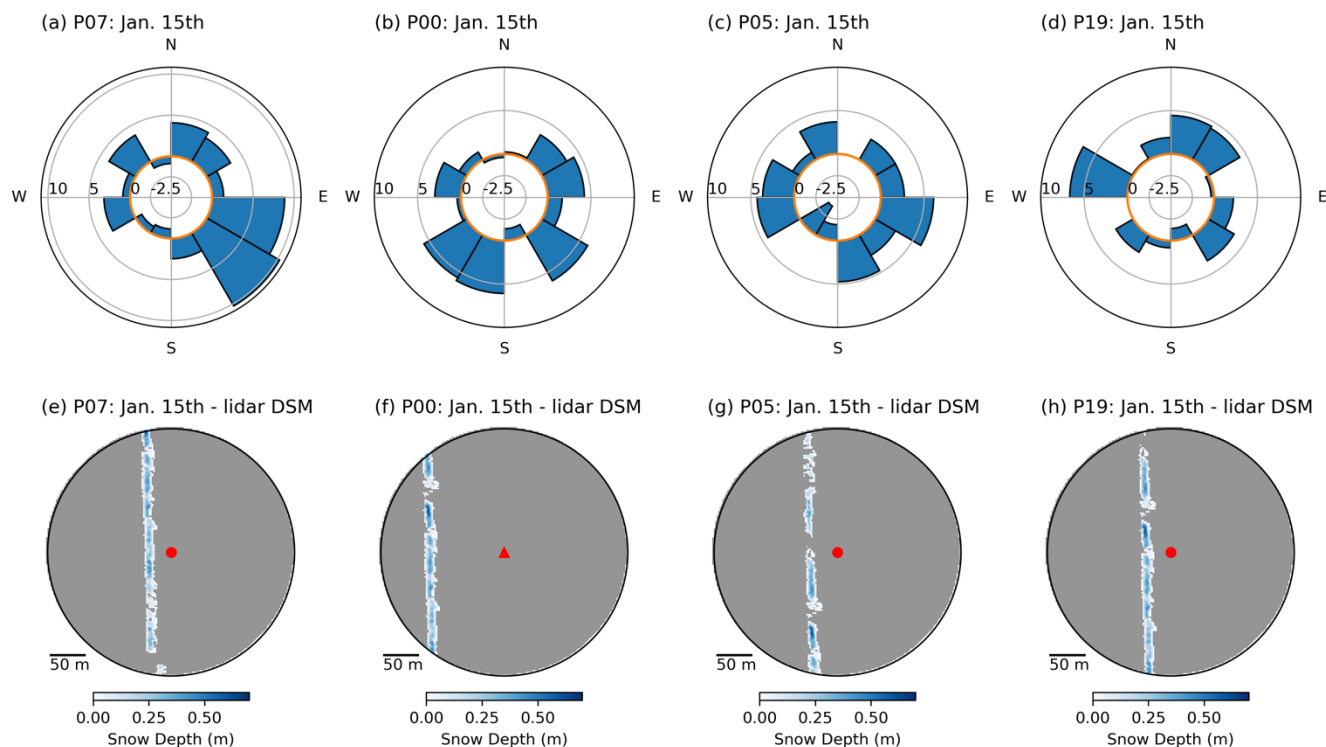 (a) P07: Jan. 15th
N
W
10
5
0
-2.5
E
S
(b) P00: Jan. 15th
N
W
10
5
0
-2.5
E
S
(c) P05: Jan. 15th
N
W
10
5
0
-2.5
E
S
(d) P19: Jan. 15th
N
W
10
5
0
-2.5
E
S
(e) P07: Jan. 15th - lidar DSM
50 m
0.00 0.25 0.50
Snow Depth (m)
(f) P00: Jan. 15th - lidar DSM
50 m
0.00 0.25 0.50
Snow Depth (m)
(g) P05: Jan. 15th - lidar DSM
50 m
0.00 0.25 0.50
Snow Depth (m)
(h) P19: Jan. 15th - lidar DSM
50 m
0.00 0.25 0.50
Snow Depth (m)